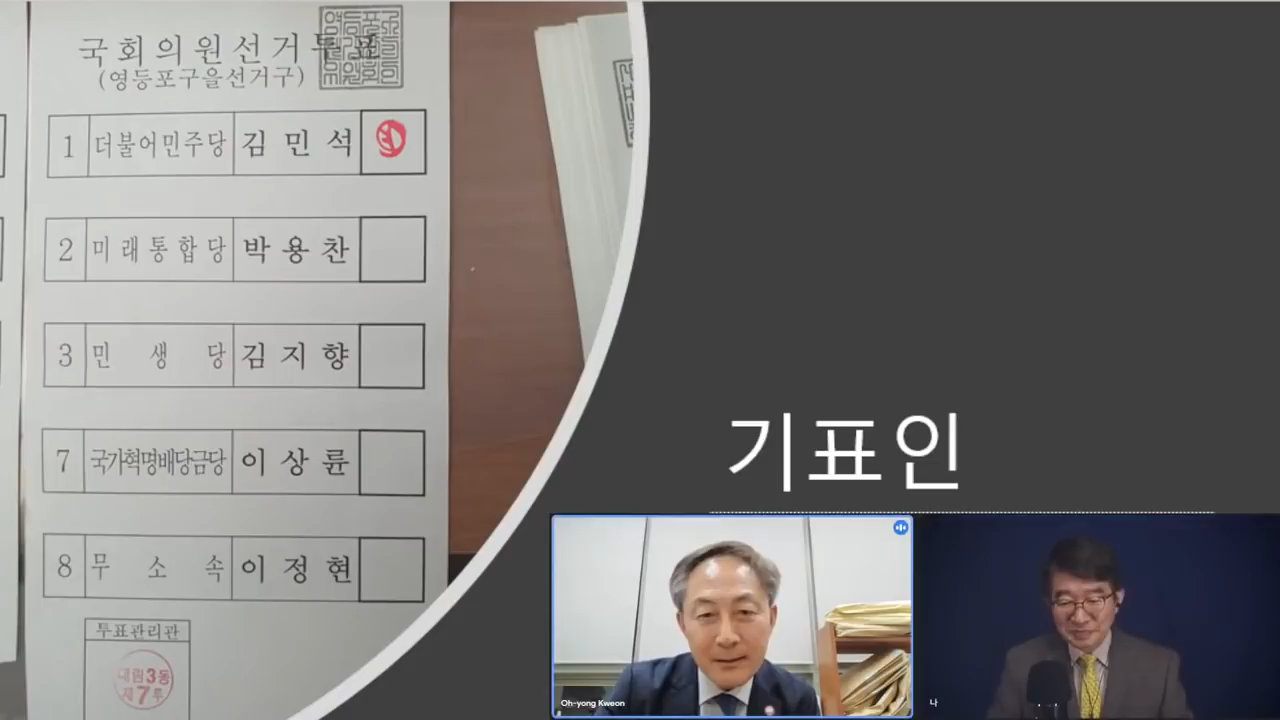 국회의원선거투표
(영등포구을선거구)
1 더불어민주당 김민석
2 미래통합당 박용찬
3 민생당 김지향
7 국가혁명배당금당 이상륜
8 무소속 이정현
투표관리관
대림3동
제7투
기표인
Oh-yong Kweon
나